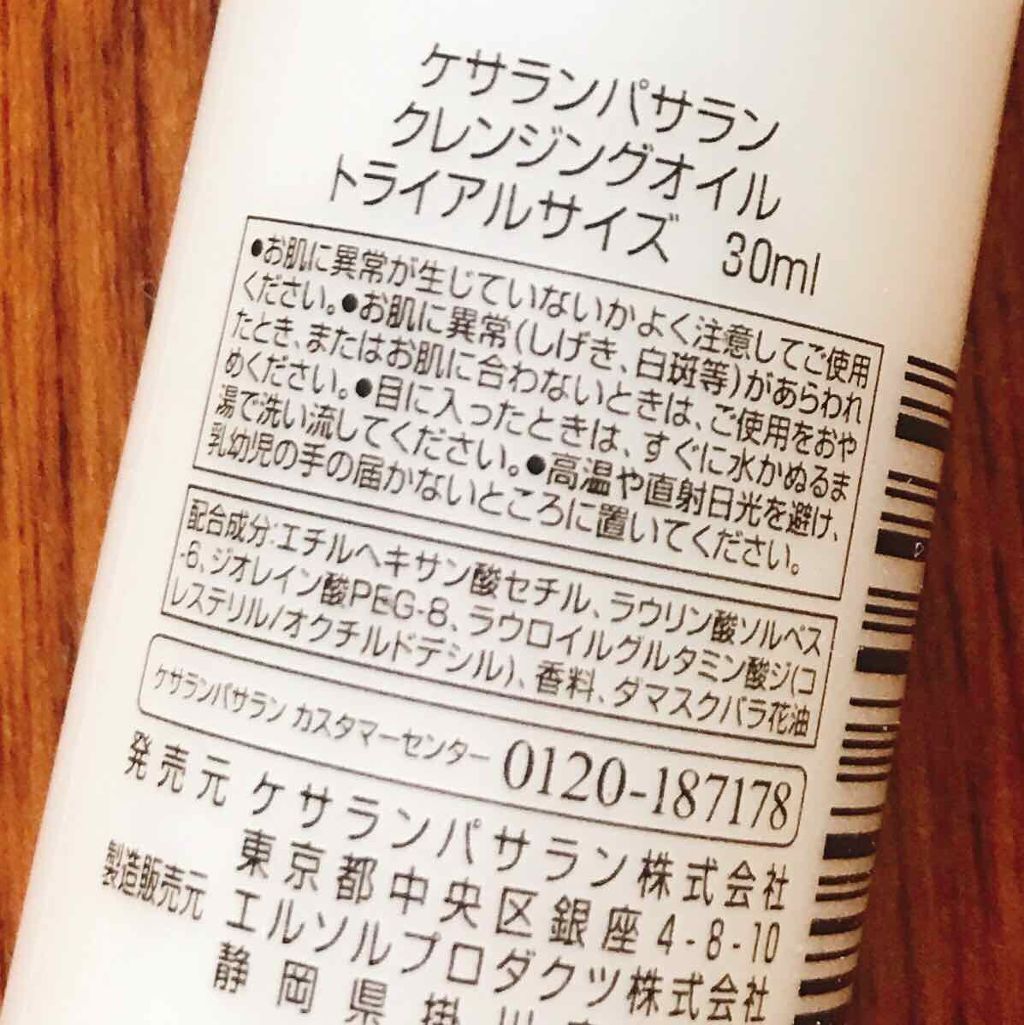 ケサランパサラン
クレンジングオイル
トライアルサイズ 30ml
●お肌に異常が生じていないかよく注意してご使用
ください。●お肌に異常(しげき、白斑等)があらわれ
たとき、またはお肌に合わないときは、ご使用をおや
めください。●目に入ったときは、すぐに水かぬるま
湯で洗い流してください。●高温や直射日光を避け、
乳幼児の手の届かないところに置いてください。
配合成分:エチルヘキサン酸セチル、ラウリン酸ソルベス
-6、ジオレイン酸PEG-8、ラウロイルグルタミン酸ジ(コ
レステリル/オクチルドデシル)、香料、ダマスクバラ花油
ケサランパサラン カスタマーセンター 0120-187178
発売元 ケサランパサラン株式会社
東京都中央区銀座4-8-10
製造販売元 エルソルプロダクツ株式会社
静岡県掛川